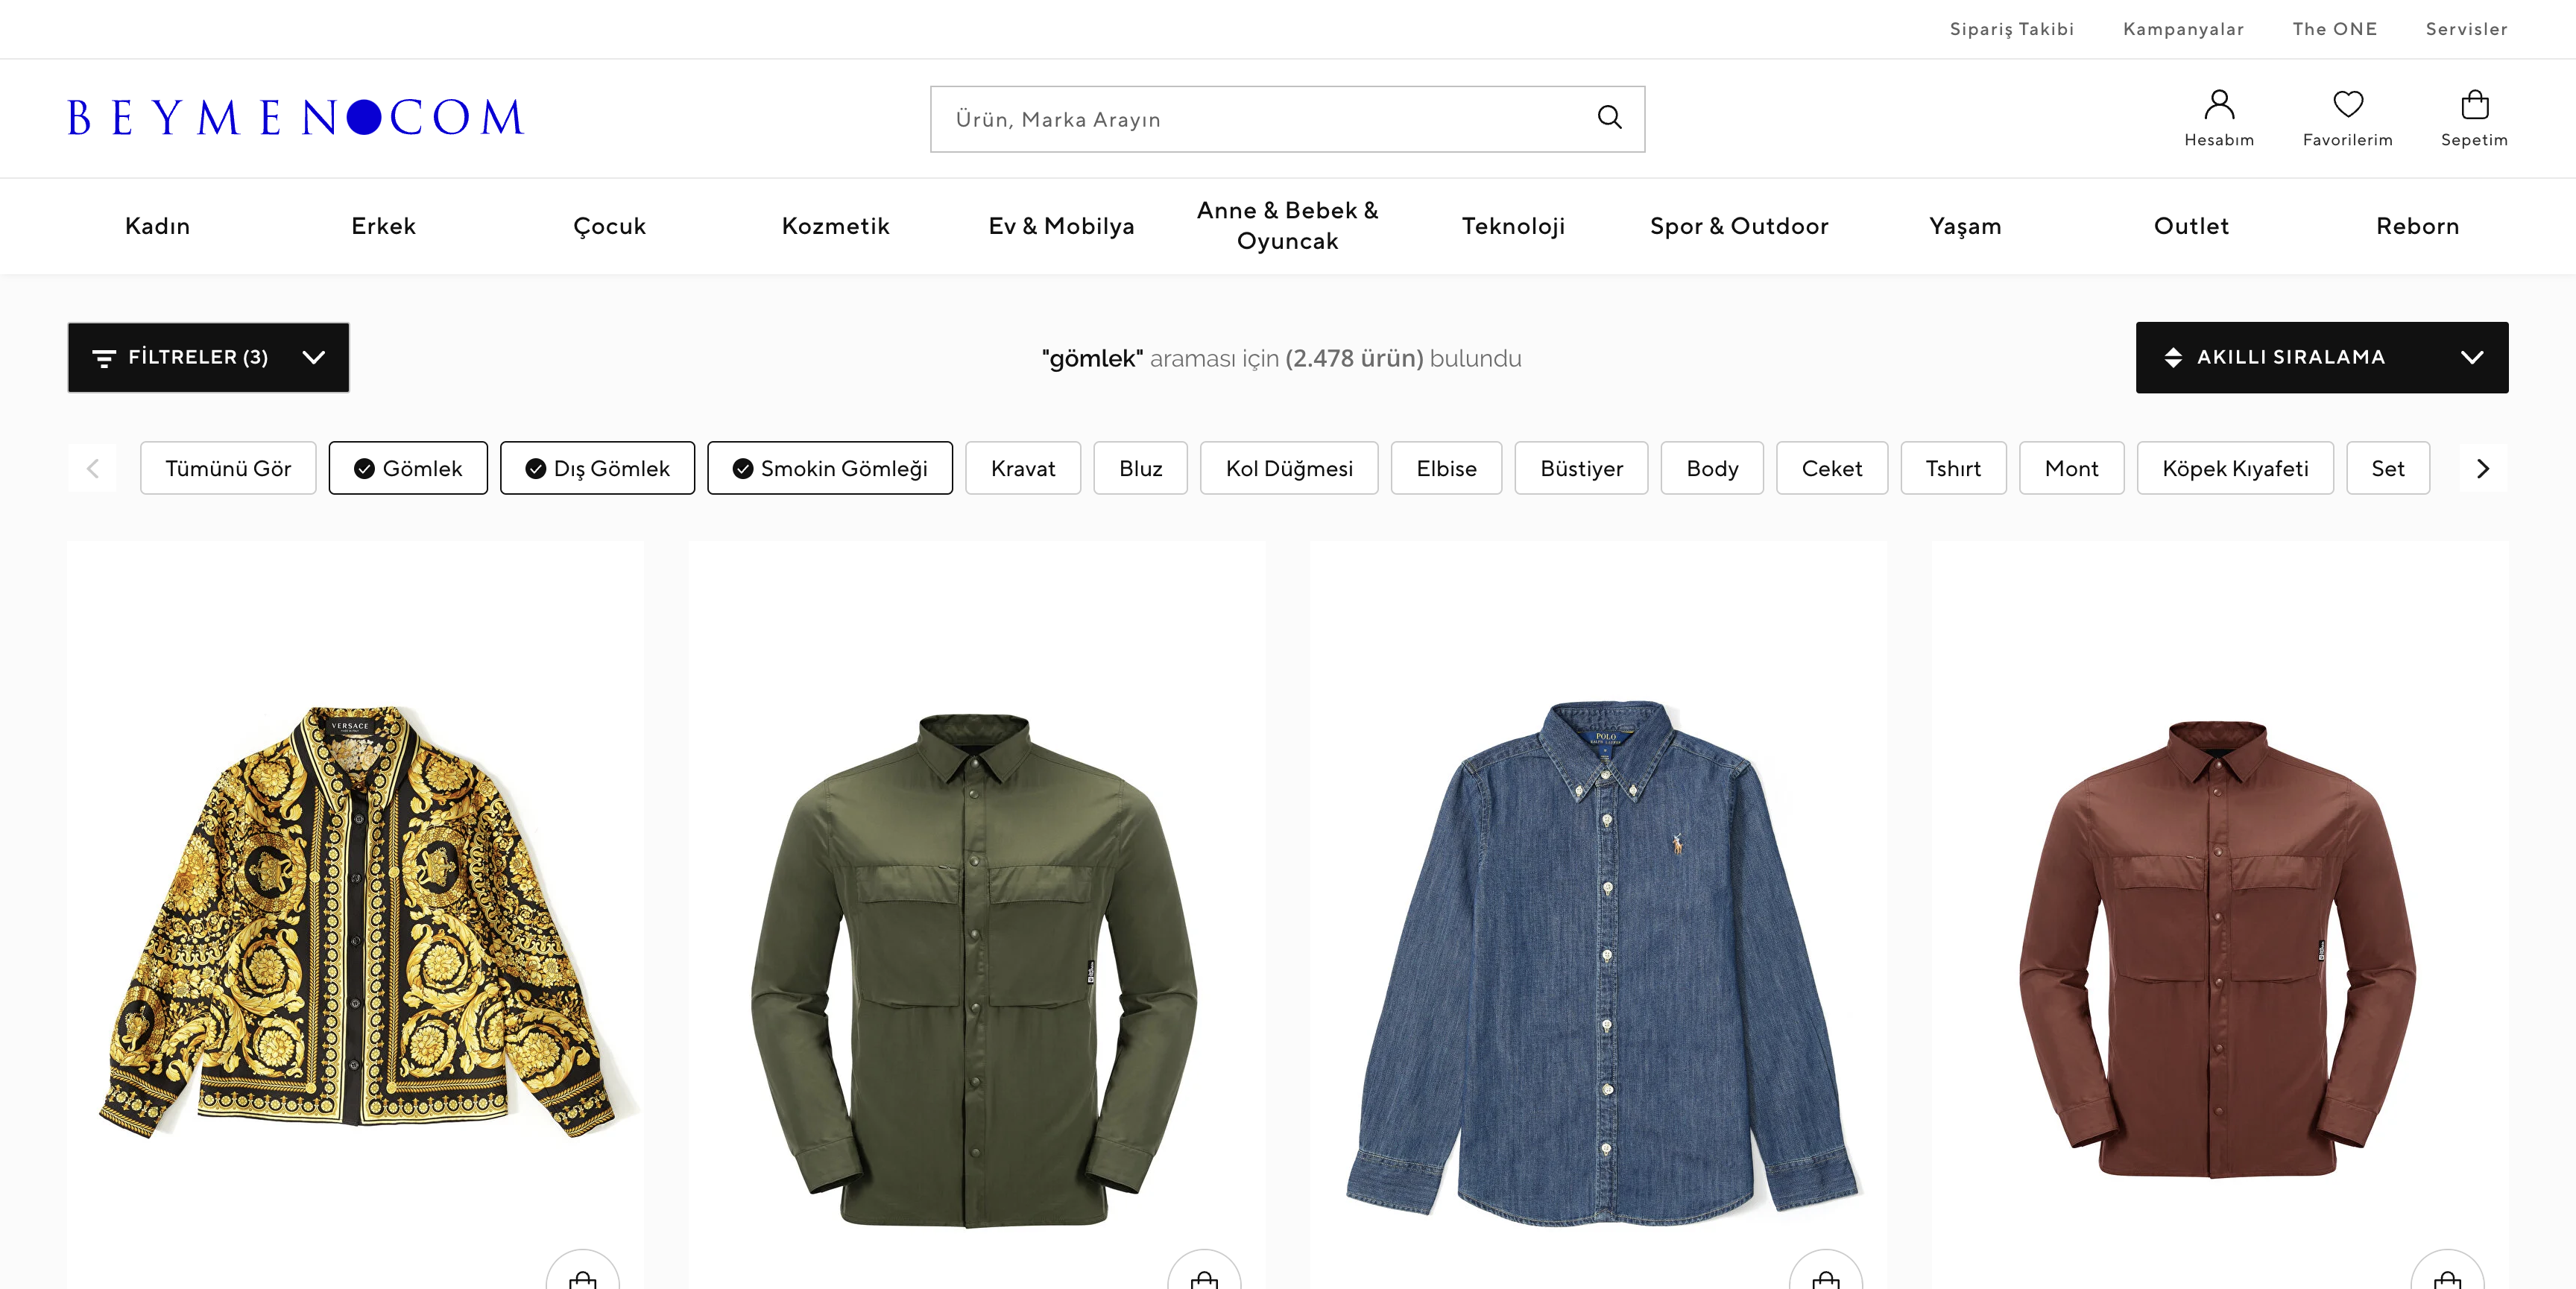 Sipariş Takibi Kampanyalar The ONE Servisler
BEYMEN COM
Ürün, Marka Arayın
Hesabım Favorilerim Sepetim
Kadın Erkek Çocuk Kozmetik Ev & Mobilya Anne & Bebek & Oyuncak Teknoloji Spor & Outdoor Yaşam Outlet Reborn
FİLTRELER (3)
"gömlek" araması için (2.478 ürün) bulundu
AKILLI SIRALAMA
Tümünü Gör Gömlek Dış Gömlek Smokin Gömleği Kravat Bluz Kol Düğmesi Elbise Büstiyer Body Ceket Tshirt Mont Köpek Kıyafeti Set
VERSACE
POLO
RALPH LAUREN